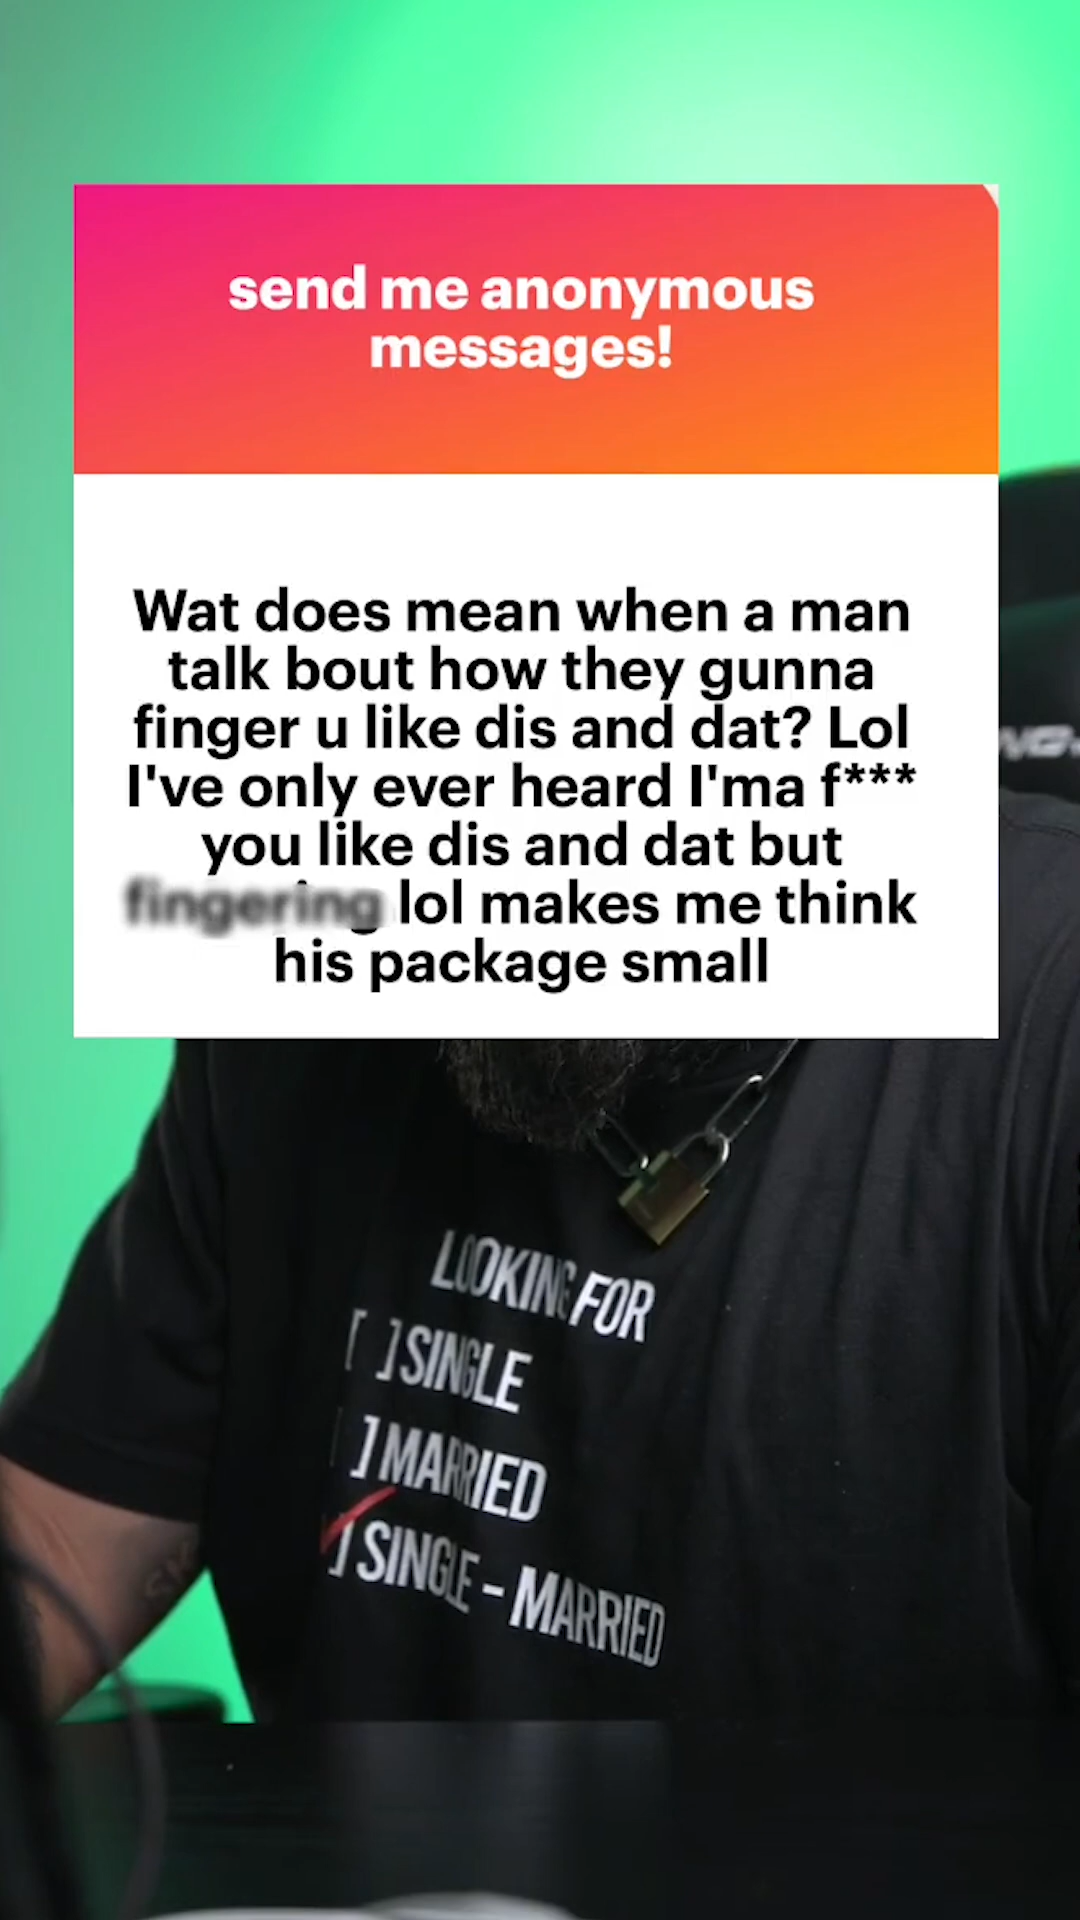 send me anonymous
messages!
Wat does mean when a man
talk bout how they gunna
finger u like dis and dat? Lol
I've only ever heard I'ma f***
you like dis and dat but
fingering lol makes me think
his package small
LOOKING FOR
[ ] SINGLE
] MARRIED
] SINGLE - MARRIED